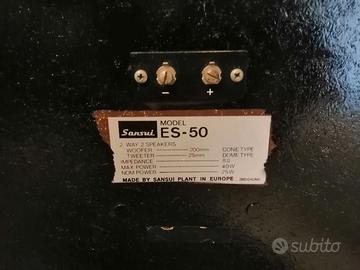 - +
Sansui MODEL ES-50
2 WAY 2 SPEAKERS
WOOFER 200mm CONE TYPE
TWEETER 25mm DOME TYPE
IMPEDANCE 8Ω
MAX POWER 40W
NOM POWER 25W
MADE BY SANSUI PLANT IN EUROPE
subito